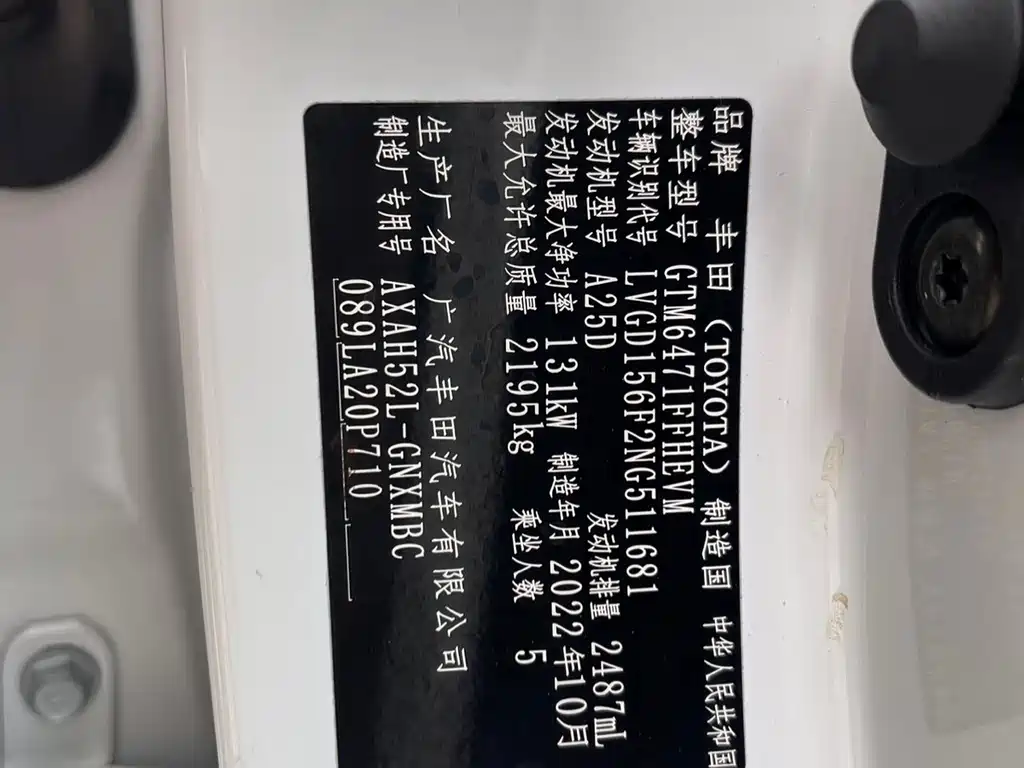 品牌 丰田（TOYOTA） 制造国 中华人民共和国
整车型号 GTM6471FFHEVM
车辆识别代号 LVGD156F2NG511681
发动机型号 A25D 发动机排量 2487mL
发动机最大净功率 131kW 制造年月 2022年10月
最大允许总质量 2195kg 乘坐人数 5
生产厂名 广汽丰田汽车有限公司
制造厂专用号 AXAH52L-GNXMBC
089LA20P710